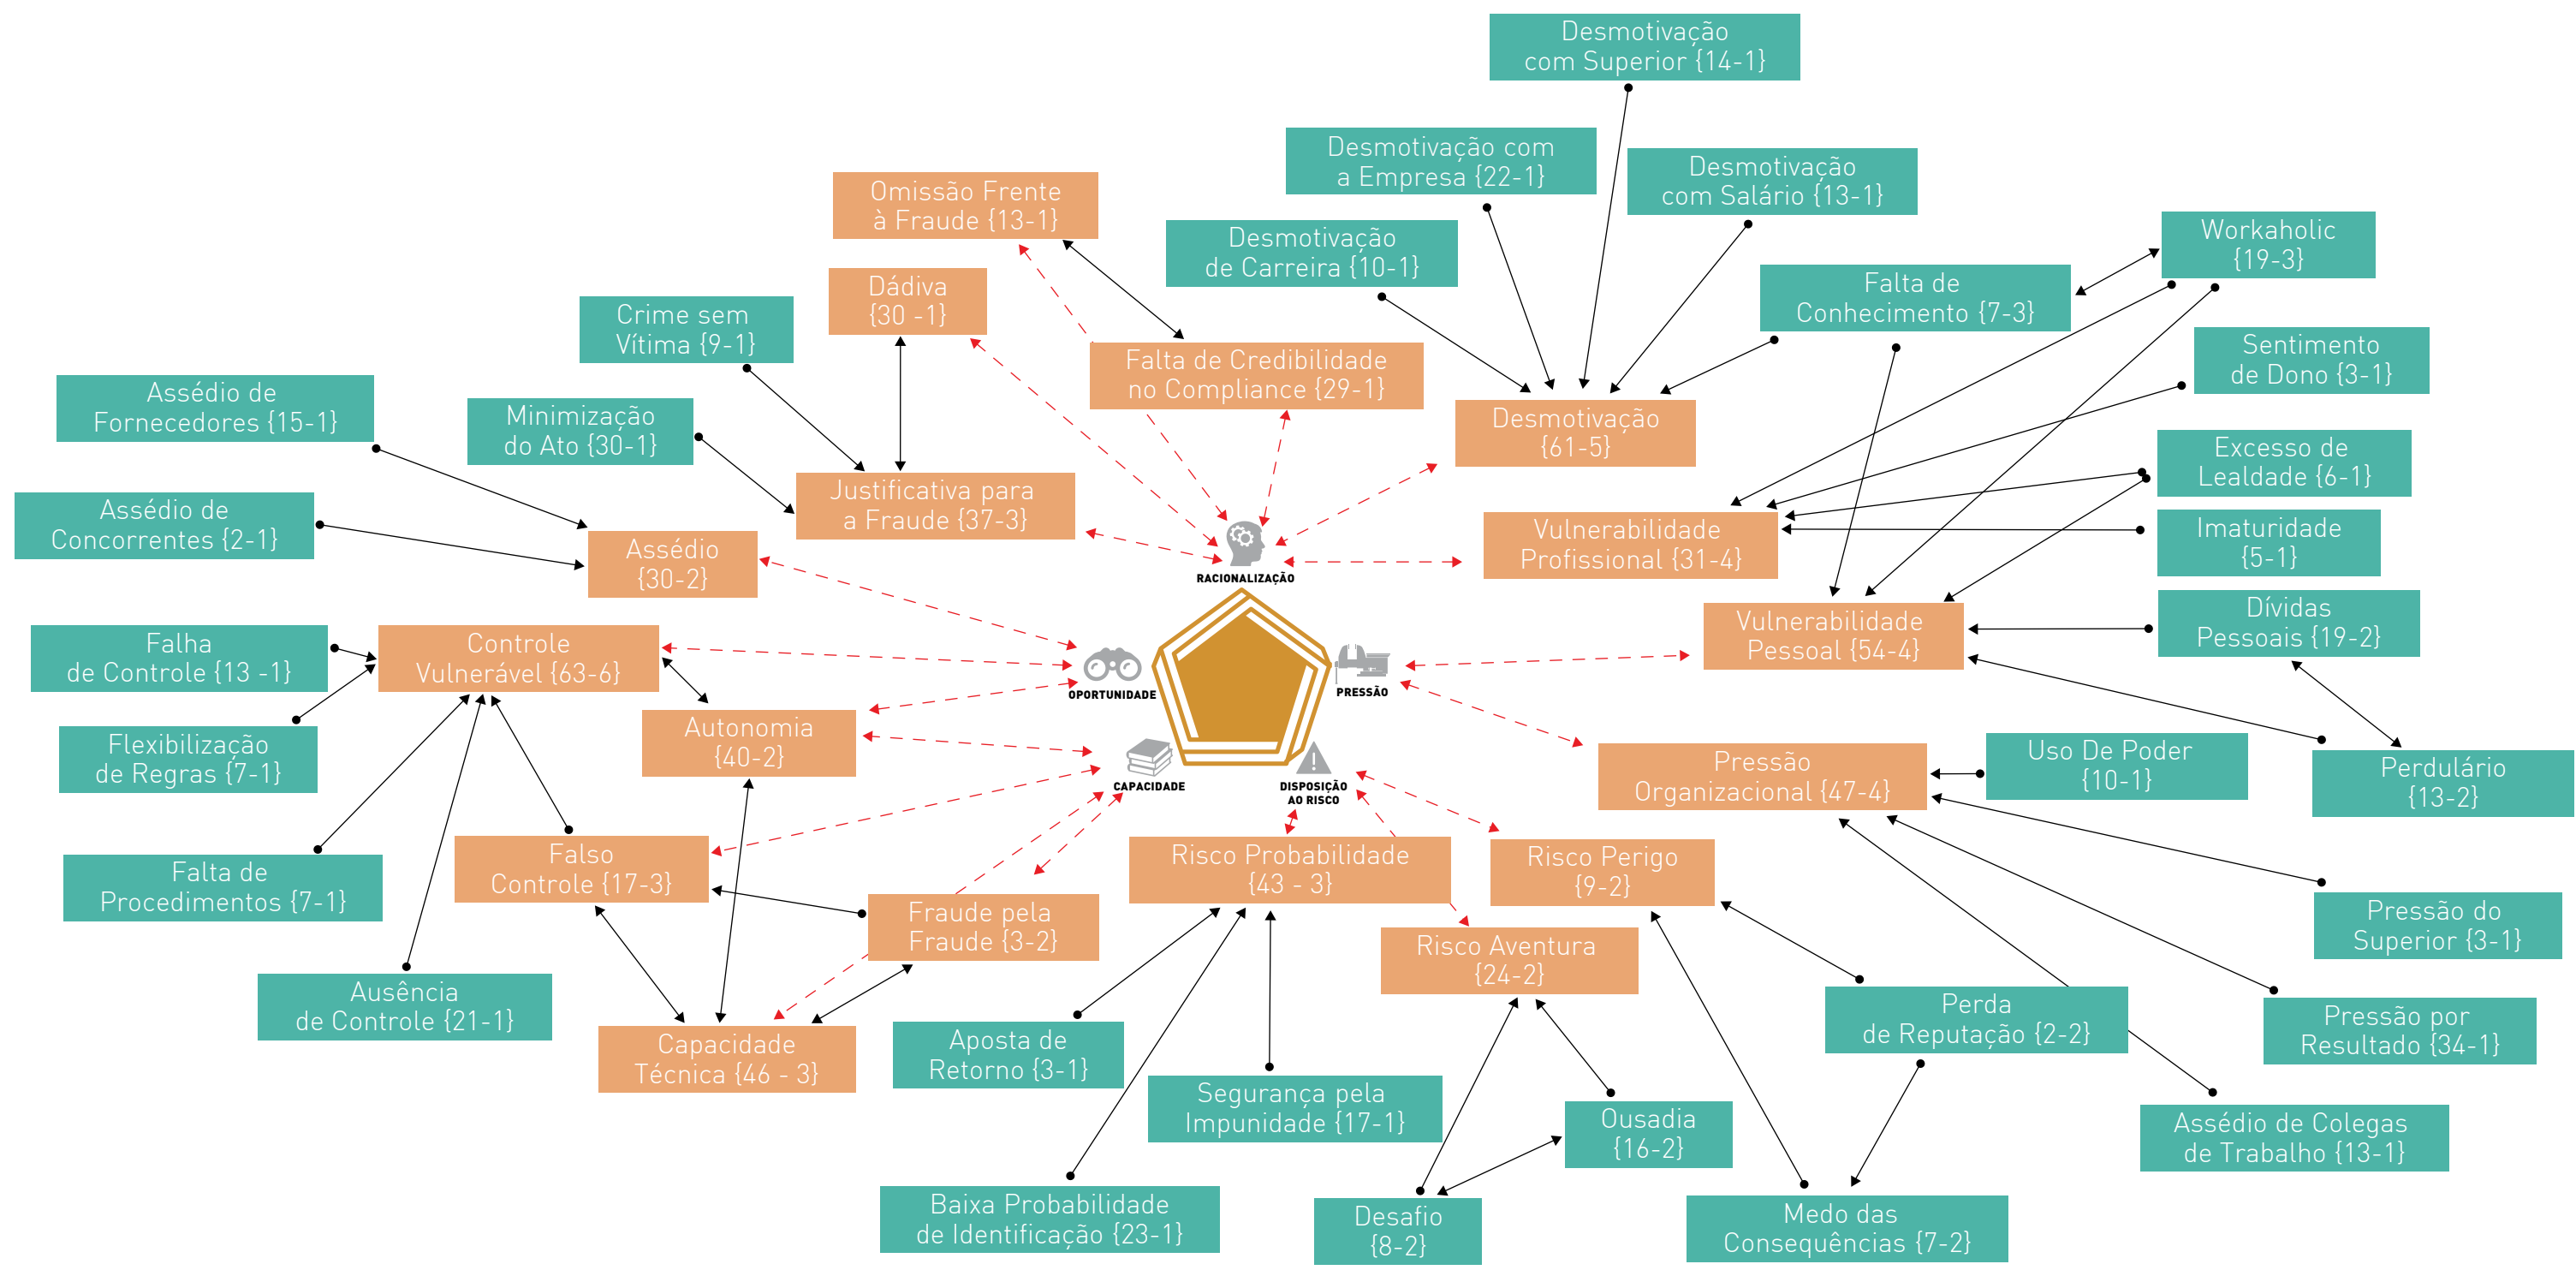 Desmotivação
com Superior {14-1}
Desmotivação com
a Empresa {22-1}
Desmotivação
com Salário {13-1}
Omissão Frente
à Fraude {13-1}
Desmotivação
de Carreira {10-1}
Workaholic
{19-3}
Dádiva
{30 -1}
Falta de
Conhecimento {7-3}
Crime sem
Vítima {9-1}
Falta de Credibilidade
no Compliance {29-1}
Sentimento
de Dono {3-1}
Assédio de
Fornecedores {15-1}
Minimização
do Ato {30-1}
Desmotivação
{61-5}
Excesso de
Lealdade {6-1}
Justificativa para
a Fraude {37-3}
Assédio de
Concorrentes {2-1}
Vulnerabilidade
Profissional {31-4}
Imaturidade
{5-1}
Assédio
{30-2}
RACIONALIZAÇÃO
Vulnerabilidade
Pessoal {54-4}
Dívidas
Pessoais {19-2}
Falha
de Controle {13 -1}
Controle
Vulnerável {63-6}
OPORTUNIDADE
PRESSÃO
Flexibilização
de Regras {7-1}
Autonomia
{40-2}
Pressão
Organizacional {47-4}
Uso De Poder
{10-1}
Perdulário
{13-2}
CAPACIDADE
DISPOSIÇÃO
AO RISCO
Falta de
Procedimentos {7-1}
Falso
Controle {17-3}
Risco Probabilidade
{43 - 3}
Risco Perigo
{9-2}
Fraude pela
Fraude {3-2}
Risco Aventura
{24-2}
Pressão do
Superior {3-1}
Ausência
de Controle {21-1}
Perda
de Reputação {2-2}
Pressão por
Resultado {34-1}
Capacidade
Técnica {46 - 3}
Aposta de
Retorno {3-1}
Segurança pela
Impunidade {17-1}
Ousadia
{16-2}
Assédio de Colegas
de Trabalho {13-1}
Baixa Probabilidade
de Identificação {23-1}
Desafio
{8-2}
Medo das
Consequências {7-2}